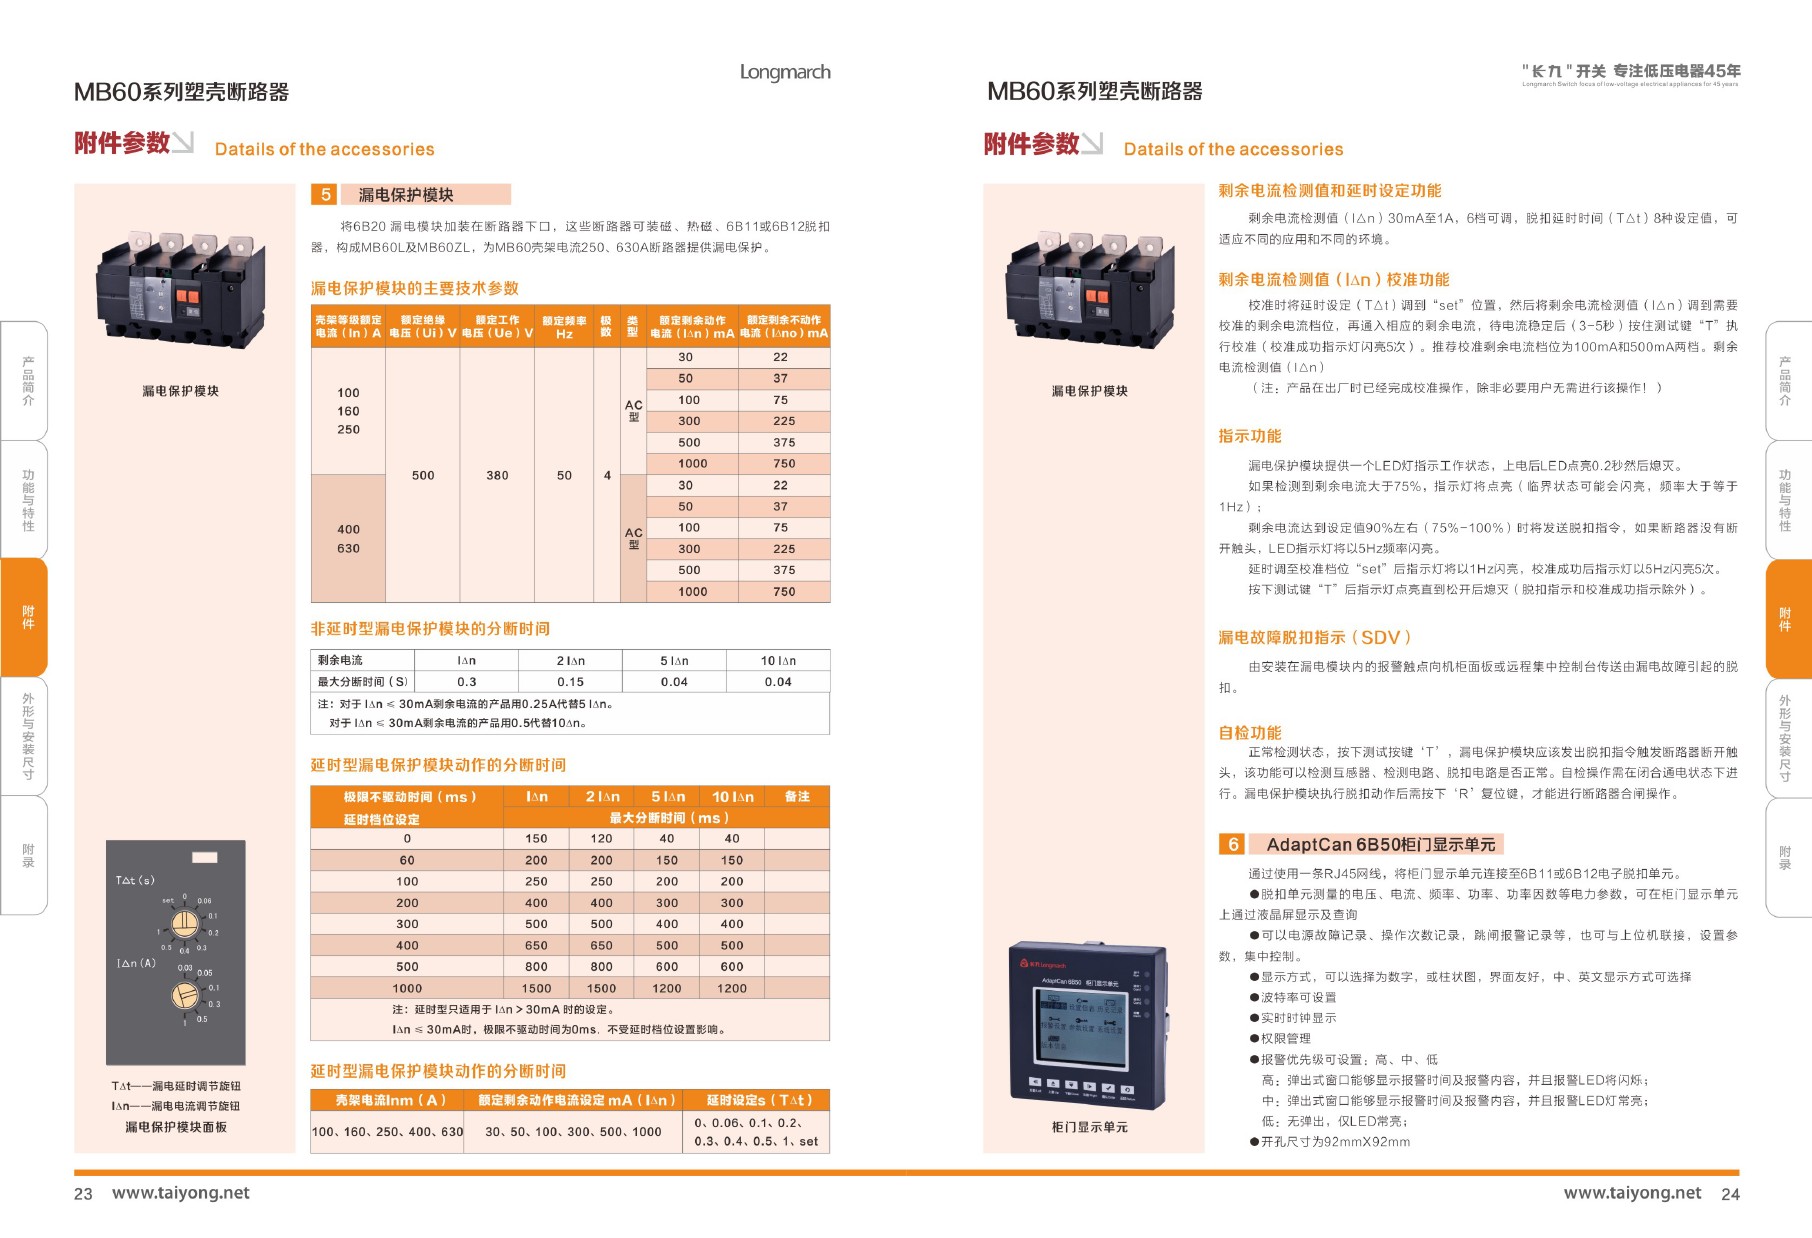 Longmarch
MB60系列塑壳断路器
附件参数 Datails of the accessories
漏电保护模块
T△t(s)
set 0 0.06
0.1
1 0.2
0.5 0.4 0.3
I△n(A)
0.03 0.05
0.1
0.3
1 0.5
T△t——漏电延时调节旋钮
I△n——漏电电流调节旋钮
漏电保护模块面板
5 漏电保护模块
将6B20 漏电模块加装在断路器下口，这些断路器可装磁、热磁、6B11或6B12脱扣
器，构成MB60L及MB60ZL，为MB60壳架电流250、630A断路器提供漏电保护。
漏电保护模块的主要技术参数
壳架等级额定电流（In）A 额定绝缘电压（Ui）V 额定工作电压（Ue）V 额定频率Hz 极数 类型 额定剩余动作电流（I△n）mA 额定剩余不动作电流（I△no）mA
100 160 250 500 380 50 4 AC型 30 22
50 37
100 75
300 225
500 375
1000 750
400 630 AC型 30 22
50 37
100 75
300 225
500 375
1000 750
非延时型漏电保护模块的分断时间
剩余电流 I△n 2 I△n 5 I△n 10 I△n
最大分断时间（S） 0.3 0.15 0.04 0.04
注：对于 I△n ≤ 30mA剩余电流的产品用0.25A代替5 I△n。
对于 I△n ≤ 30mA剩余电流的产品用0.5代替10△n。
延时型漏电保护模块动作的分断时间
极限不驱动时间（ms） I△n 2 I△n 5 I△n 10 I△n 备注
延时档位设定 最大分断时间（ms）
0 150 120 40 40
60 200 200 150 150
100 250 250 200 200
200 400 400 300 300
300 500 500 400 400
400 650 650 500 500
500 800 800 600 600
1000 1500 1500 1200 1200
注：延时型只适用于 I△n＞30mA 时的设定。
I△n ≤ 30mA时，极限不驱动时间为0ms．不受延时档位设置影响。
延时型漏电保护模块动作的分断时间
壳架电流Inm（A） 额定剩余动作电流设定 mA（I△n） 延时设定s（T△t）
100、160、250、400、630 30、50、100、300、500、1000 0、0.06、0.1、0.2、
0.3、0.4、0.5、1、set
23 www.taiyong.net
产品简介
功能与特性
附件
外形与安装尺寸
附录
"长九"开关 专注低压电器45年
Longmarch Switch focus of low-voltage electrical appliances for 45 years
MB60系列塑壳断路器
附件参数 Datails of the accessories
漏电保护模块
长九 Longmarch
AdaptCan 6B50 柜门显示单元
柜门显示单元
剩余电流检测值和延时设定功能
剩余电流检测值（I△n）30mA至1A，6档可调，脱扣延时时间（T△t）8种设定值，可
适应不同的应用和不同的环境。
剩余电流检测值（I△n）校准功能
校准时将延时设定（T△t）调到“set”位置，然后将剩余电流检测值（I△n）调到需要
校准的剩余电流档位，再通入相应的剩余电流，待电流稳定后（3-5秒）按住测试键“T”执
行校准（校准成功指示灯闪亮5次）。推荐校准剩余电流档位为100mA和500mA两档。剩余
电流检测值（I△n）
（注：产品在出厂时已经完成校准操作，除非必要用户无需进行该操作！）
指示功能
漏电保护模块提供一个LED灯指示工作状态，上电后LED点亮0.2秒然后熄灭。
如果检测到剩余电流大于75%，指示灯将点亮（临界状态可能会闪亮，频率大于等于
1Hz）；
剩余电流达到设定值90%左右（75%-100%）时将发送脱扣指令，如果断路器没有断
开触头，LED指示灯将以5Hz频率闪亮。
延时调至校准档位“set”后指示灯将以1Hz闪亮，校准成功后指示灯以5Hz闪亮5次。
按下测试键“T”后指示灯点亮直到松开后熄灭（脱扣指示和校准成功指示除外）。
漏电故障脱扣指示（SDV）
由安装在漏电模块内的报警触点向机柜面板或远程集中控制台传送由漏电故障引起的脱
扣。
自检功能
正常检测状态，按下测试按键‘T’，漏电保护模块应该发出脱扣指令触发断路器断开触
头，该功能可以检测互感器、检测电路、脱扣电路是否正常。自检操作需在闭合通电状态下进
行。漏电保护模块执行脱扣动作后需按下‘R’复位键，才能进行断路器合闸操作。
6 AdaptCan 6B50柜门显示单元
通过使用一条RJ45网线，将柜门显示单元连接至6B11或6B12电子脱扣单元。
●脱扣单元测量的电压、电流、频率、功率、功率因数等电力参数，可在柜门显示单元
上通过液晶屏显示及查询
●可以电源故障记录、操作次数记录，跳闸报警记录等，也可与上位机联接，设置参
数，集中控制。
●显示方式，可以选择为数字，或柱状图，界面友好，中、英文显示方式可选择
●波特率可设置
●实时时钟显示
●权限管理
●报警优先级可设置：高、中、低
高：弹出式窗口能够显示报警时间及报警内容，并且报警LED将闪烁；
中：弹出式窗口能够显示报警时间及报警内容，并且报警LED灯常亮；
低：无弹出，仅LED常亮；
●开孔尺寸为92mmX92mm
www.taiyong.net 24
产品简介
功能与特性
附件
外形与安装尺寸
附录